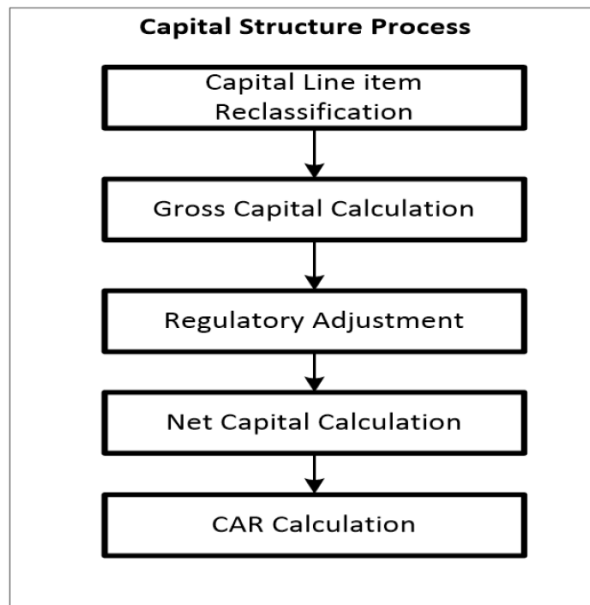 Capital Structure Process
Capital Line item
Reclassification
Gross Capital Calculation
Regulatory Adjustment
Net Capital Calculation
CAR Calculation